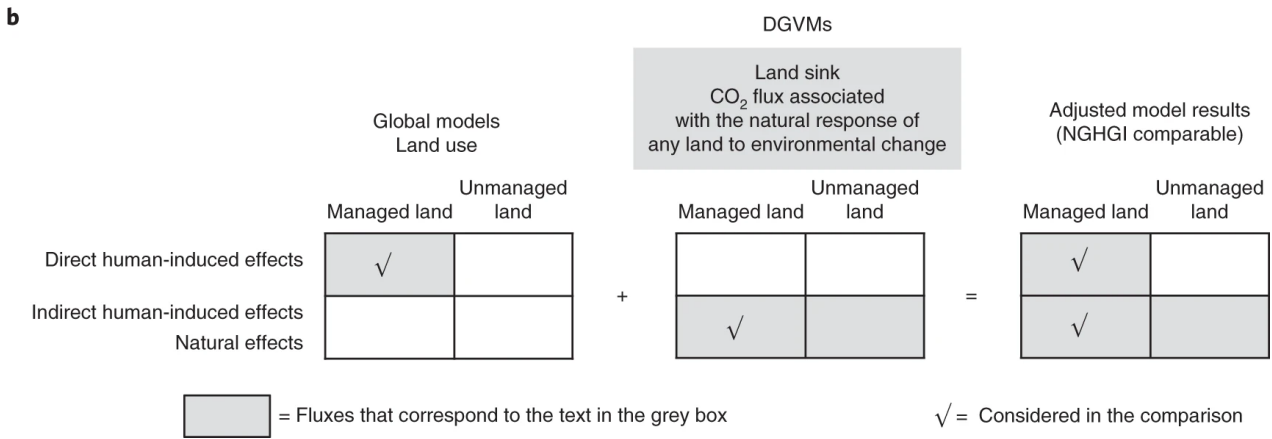 b
DGVMs
Land sink
CO₂ flux associated
with the natural response of
any land to environmental change
Global models
Land use
Adjusted model results
(NGHGI comparable)
Managed land
Unmanaged
land
Managed land
Unmanaged
land
Managed land
Unmanaged
land
Direct human-induced effects
√
√
+
=
Indirect human-induced effects
Natural effects
√
√
= Fluxes that correspond to the text in the grey box
√ = Considered in the comparison